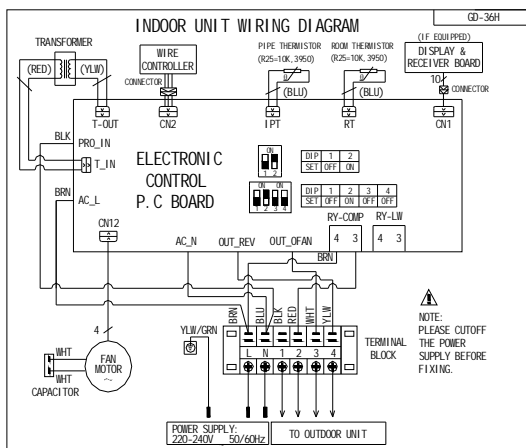 INDOOR UNIT WIRING DIAGRAM
GD-36H
TRANSFORMER
(RED)
(YLW)
WIRE
CONTROLLER
CONNECTOR
PIPE THERMISTOR
(R25=10K, 3950)
(BLU)
ROOM THERMISTOR
(R25=10K, 3950)
(BLU)
(IF EQUIPPED)
DISPLAY &
RECEIVER BOARD
10
CONNECTOR
T-OUT
CN2
IPT
RT
CN1
BLK
PRO_IN
T_IN
BRN
AC_L
CN12
ELECTRONIC
CONTROL
P.C BOARD
ON
1 2
DIP 1 2
SET OFF ON
ON
1 2 3 4
DIP 1 2 3 4
SET OFF ON OFF OFF
RY-COMP
4 3
RY-LW
4 3
BRN
AC_N
OUT_REV
OUT_OFAN
BRN
BLU
BLK
RED
WHT
YLW
YLW/GRN
L N 1 2 3 4
TERMINAL
BLOCK
NOTE:
PLEASE CUTOFF
THE POWER
SUPPLY BEFORE
FIXING.
4
WHT
WHT
CAPACITOR
FAN
MOTOR
~
POWER SUPPLY:
220-240V 50/60Hz
TO OUTDOOR UNIT